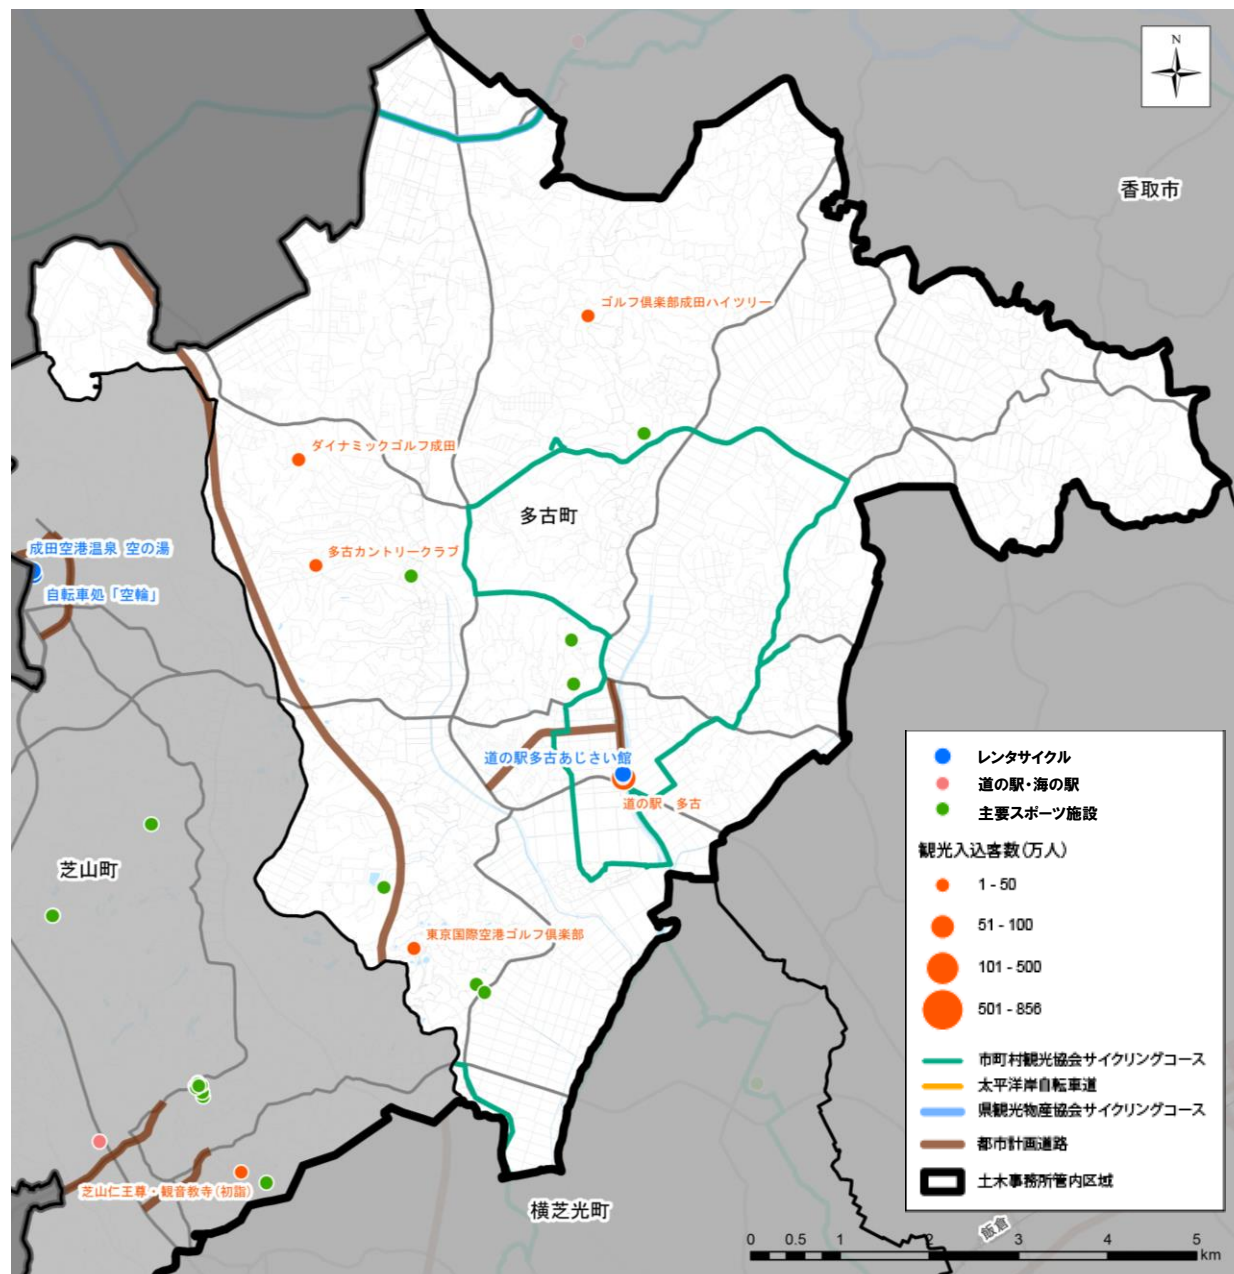 N
香取市
ゴルフ倶楽部成田ハイツリー
ダイナミックゴルフ成田
多古町
多古カントリークラブ
成田空港温泉 空の湯
自転車処「空輪」
道の駅多古あじさい館
道の駅 多古
芝山町
東京国際空港ゴルフ倶楽部
芝山仁王尊・観音教寺(初詣)
横芝光町
飯倉
レンタサイクル
道の駅・海の駅
主要スポーツ施設
観光入込客数(万人)
1 - 50
51 - 100
101 - 500
501 - 856
市町村観光協会サイクリングコース
太平洋岸自転車道
県観光物産協会サイクリングコース
都市計画道路
土木事務所管内区域
0 0.5 1 2 3 4 5
km